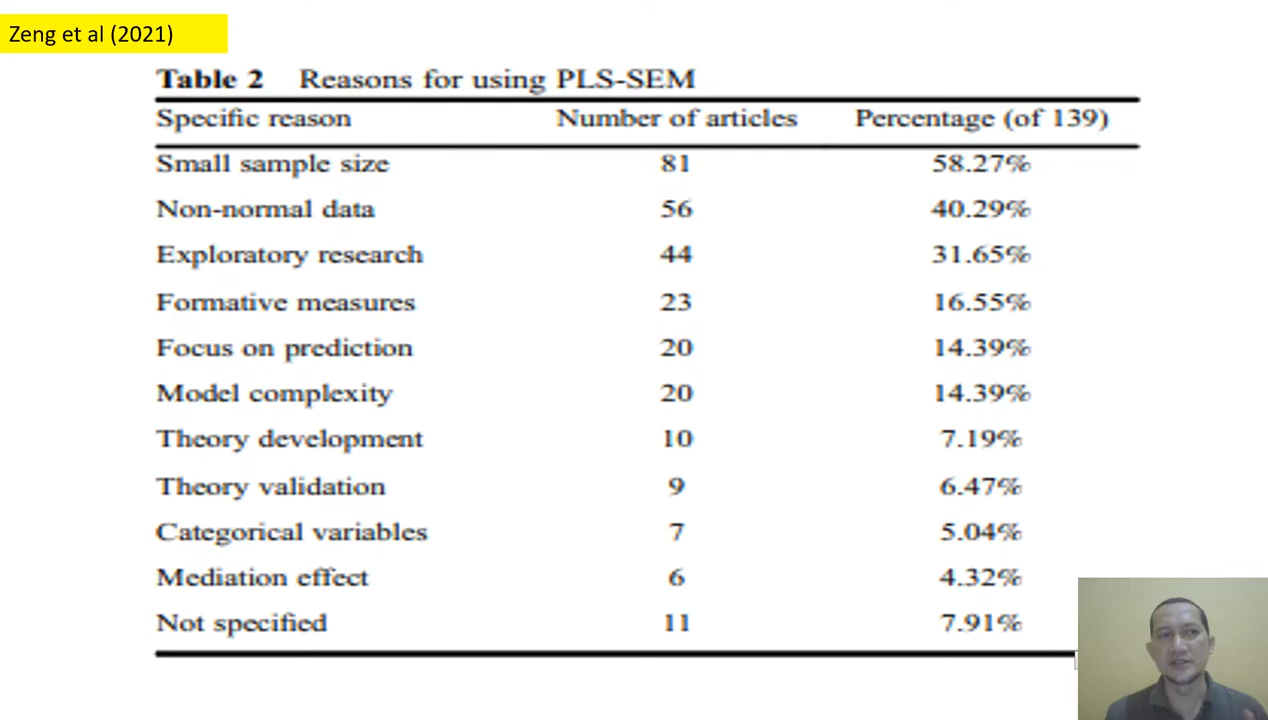 Zeng et al (2021)
Table 2 Reasons for using PLS-SEM
Specific reason Number of articles Percentage (of 139)
Small sample size 81 58.27%
Non-normal data 56 40.29%
Exploratory research 44 31.65%
Formative measures 23 16.55%
Focus on prediction 20 14.39%
Model complexity 20 14.39%
Theory development 10 7.19%
Theory validation 9 6.47%
Categorical variables 7 5.04%
Mediation effect 6 4.32%
Not specified 11 7.91%